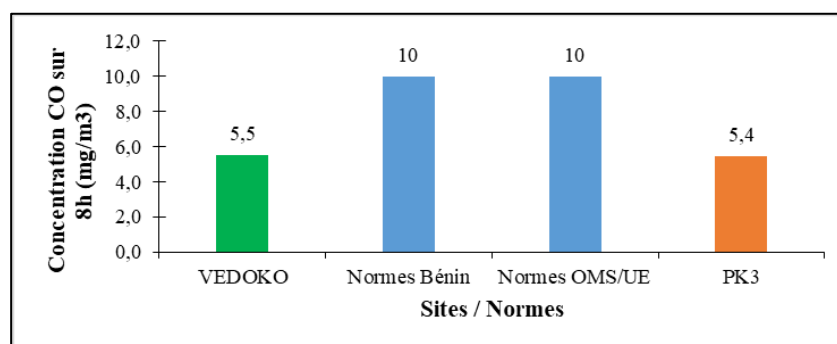 Concentration CO sur
8h (mg/m3)
12,0
10,0
8,0
6,0
4,0
2,0
0,0
5,5
10
10
5,4
VEDOKO
Normes Bénin
Normes OMS/UE
PK3
Sites / Normes